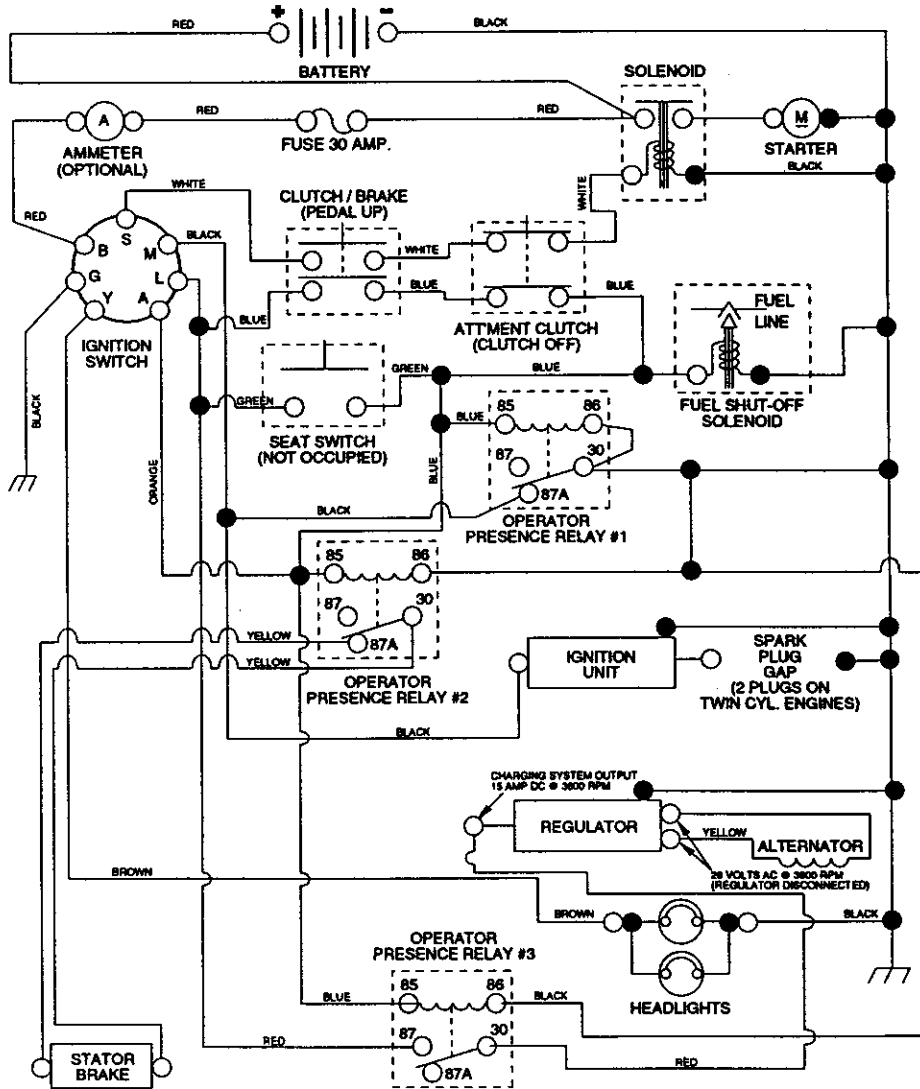 + -
RED
BLACK
BATTERY
SOLENOID
RED
RED
A
M
AMMETER
(OPTIONAL)
FUSE 30 AMP.
STARTER
BLACK
WHITE
CLUTCH / BRAKE
(PEDAL UP)
WHITE
RED
S
BLACK
B
M
WHITE
G
L
BLUE
FUEL
LINE
Y
A
BLUE
ATT'MENT CLUTCH
(CLUTCH OFF)
IGNITION
SWITCH
GREEN
BLUE
FUEL SHUT-OFF
SOLENOID
GREEN
BLACK
SEAT SWITCH
(NOT OCCUPIED)
BLUE
85
86
87
30
BLUE
ORANGE
87A
BLACK
OPERATOR
PRESENCE RELAY #1
85
86
87
30
YELLOW
87A
YELLOW
OPERATOR
PRESENCE RELAY #2
IGNITION
UNIT
SPARK
PLUG
GAP
(2 PLUGS ON
TWIN CYL. ENGINES)
BLACK
CHARGING SYSTEM OUTPUT
15 AMP DC @ 3600 RPM
REGULATOR
YELLOW
ALTERNATOR
28 VOLTS AC @ 3600 RPM
(REGULATOR DISCONNECTED)
BROWN
BROWN
BLACK
OPERATOR
PRESENCE RELAY #3
HEADLIGHTS
BLUE
85
86
BLACK
87
30
RED
87A
RED
STATOR
BRAKE